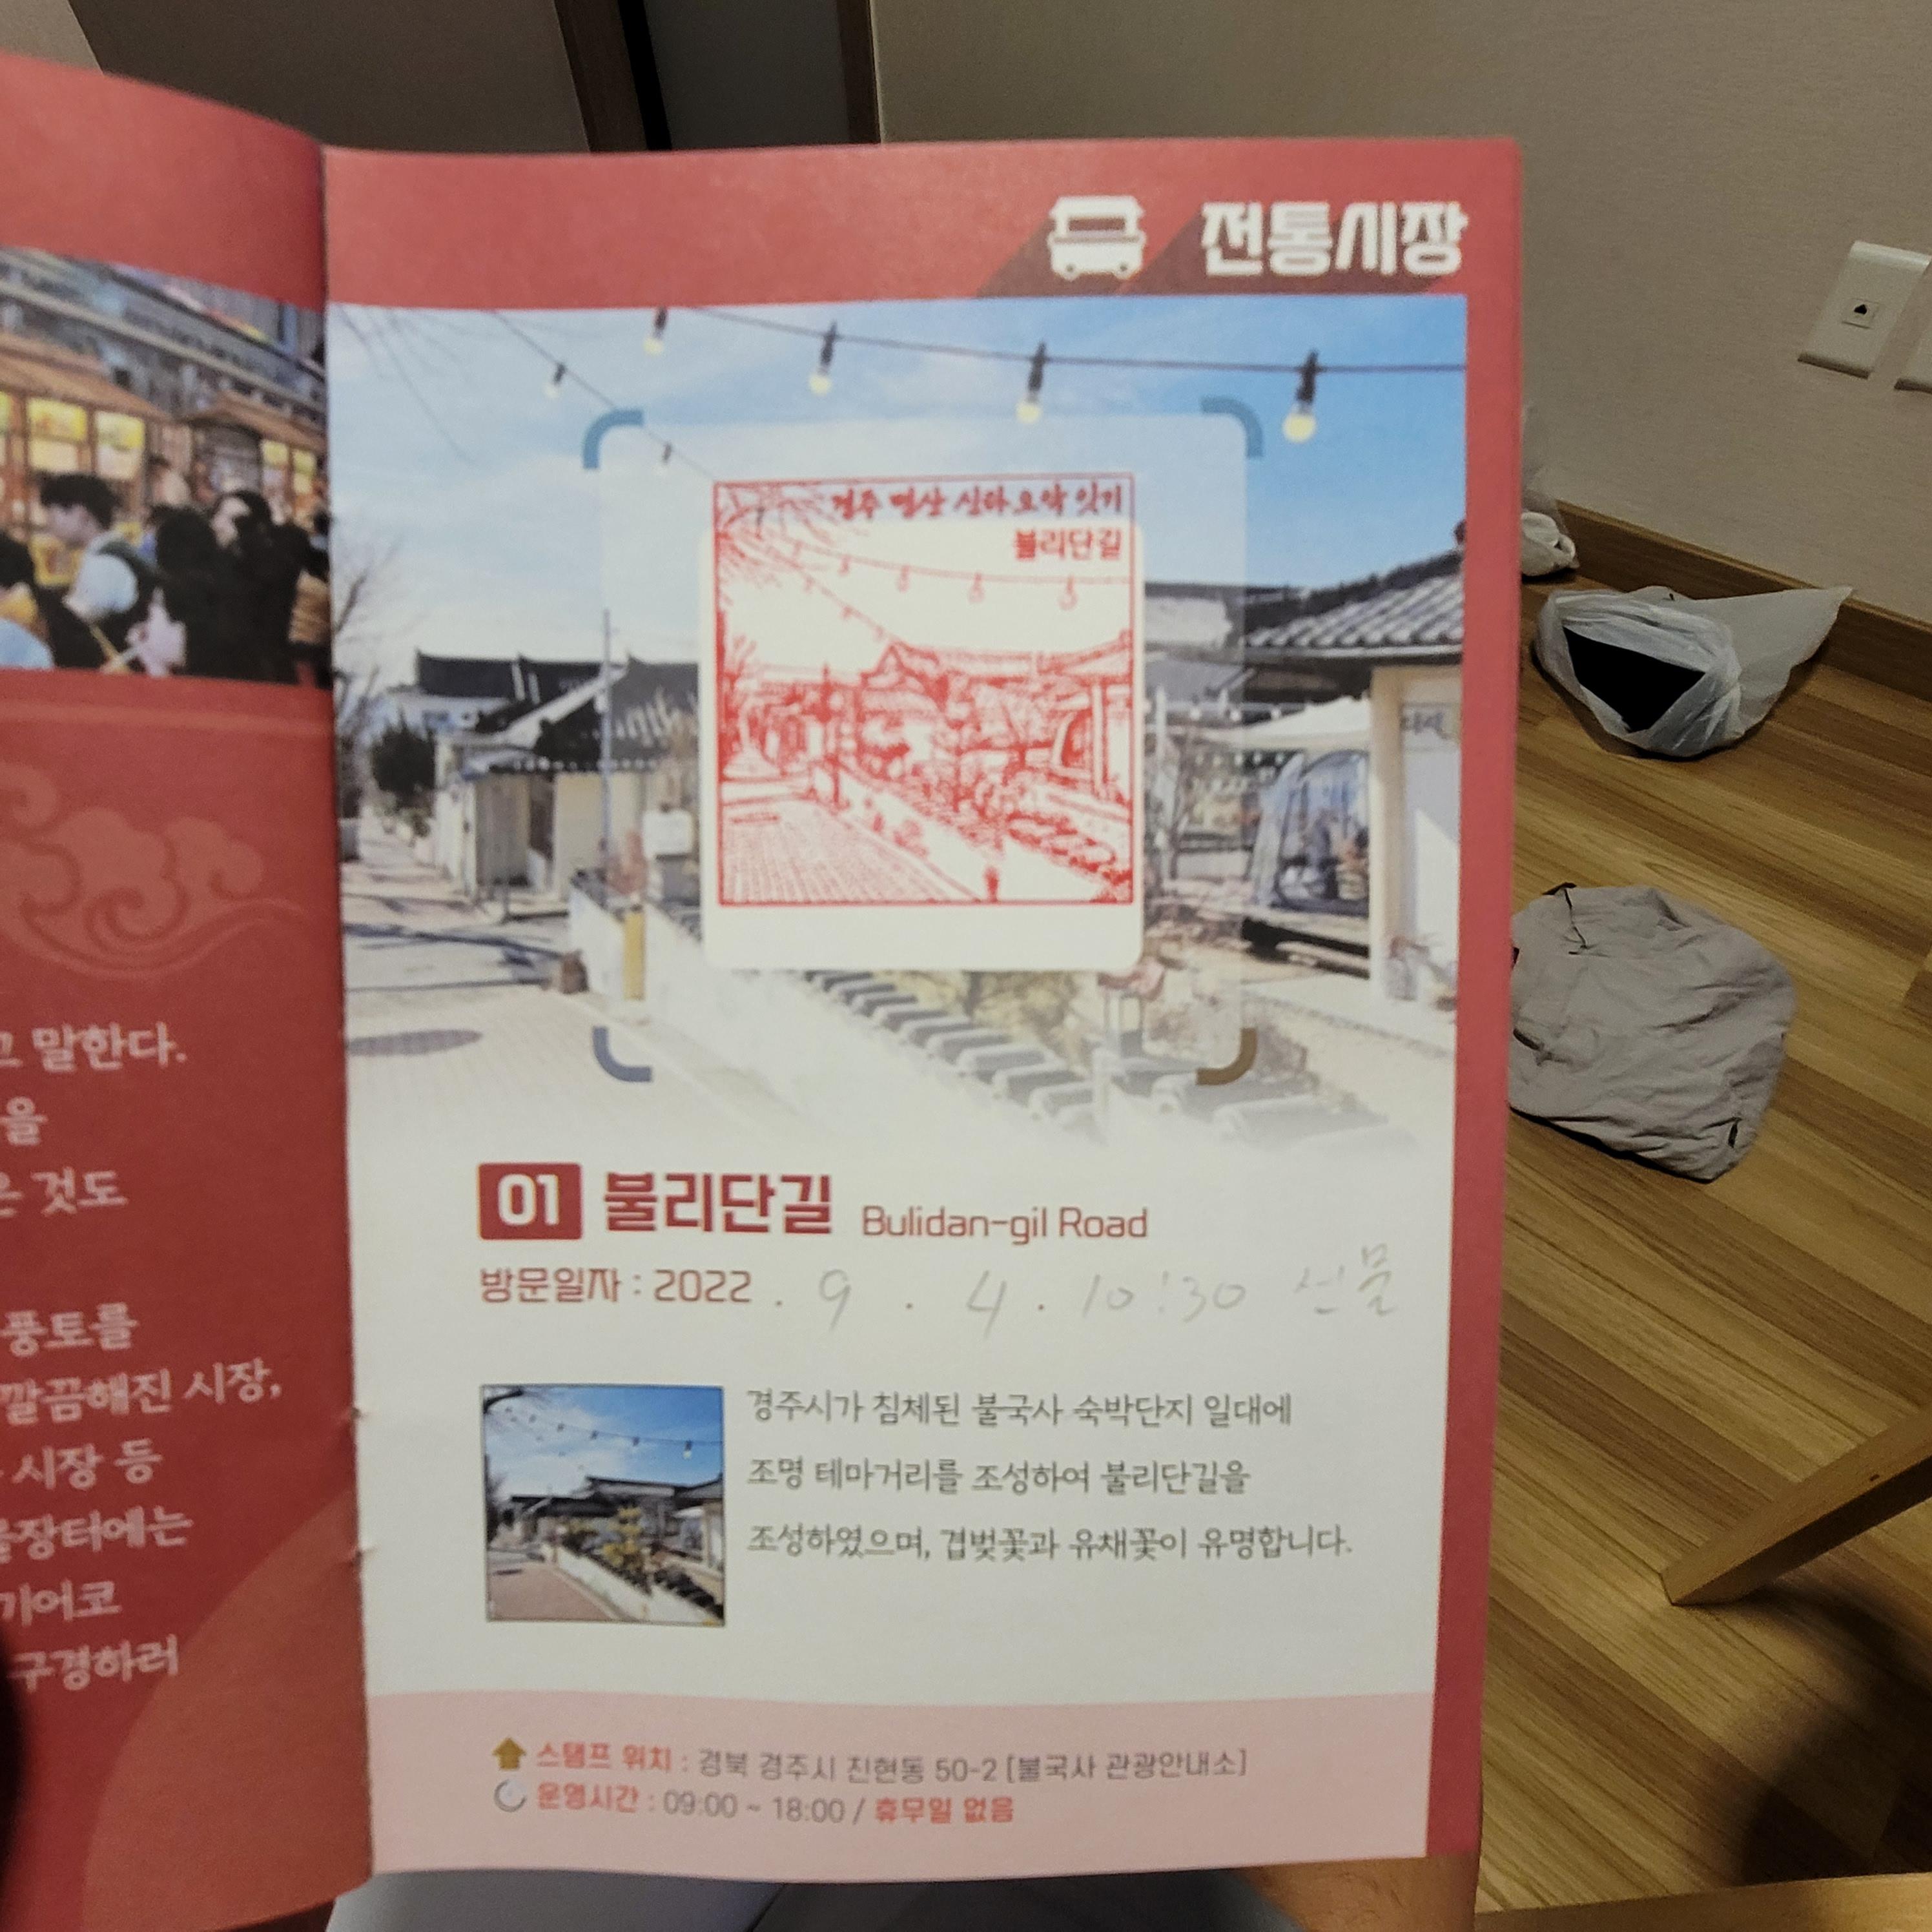 고 말한다.
을
은 것도
풍토를
깔끔해진 시장,
시장 등
기어코
구경하러
전통시장
경주 명산 신라오악 잇기
불리단길
01 불리단길 Bulidan-gil Road
방문일자 : 2022 . 9 . 4 . 10:30 선물
경주시가 침체된 불국사 숙박단지 일대에
조명 테마거리를 조성하여 불리단길을
조성하였으며, 겹벚꽃과 유채꽃이 유명합니다.
스탬프 위치 : 경북 경주시 진현동 50-2 [불국사 관광안내소]
운영시간 : 09:00 ~ 18:00 / 휴무일 없음